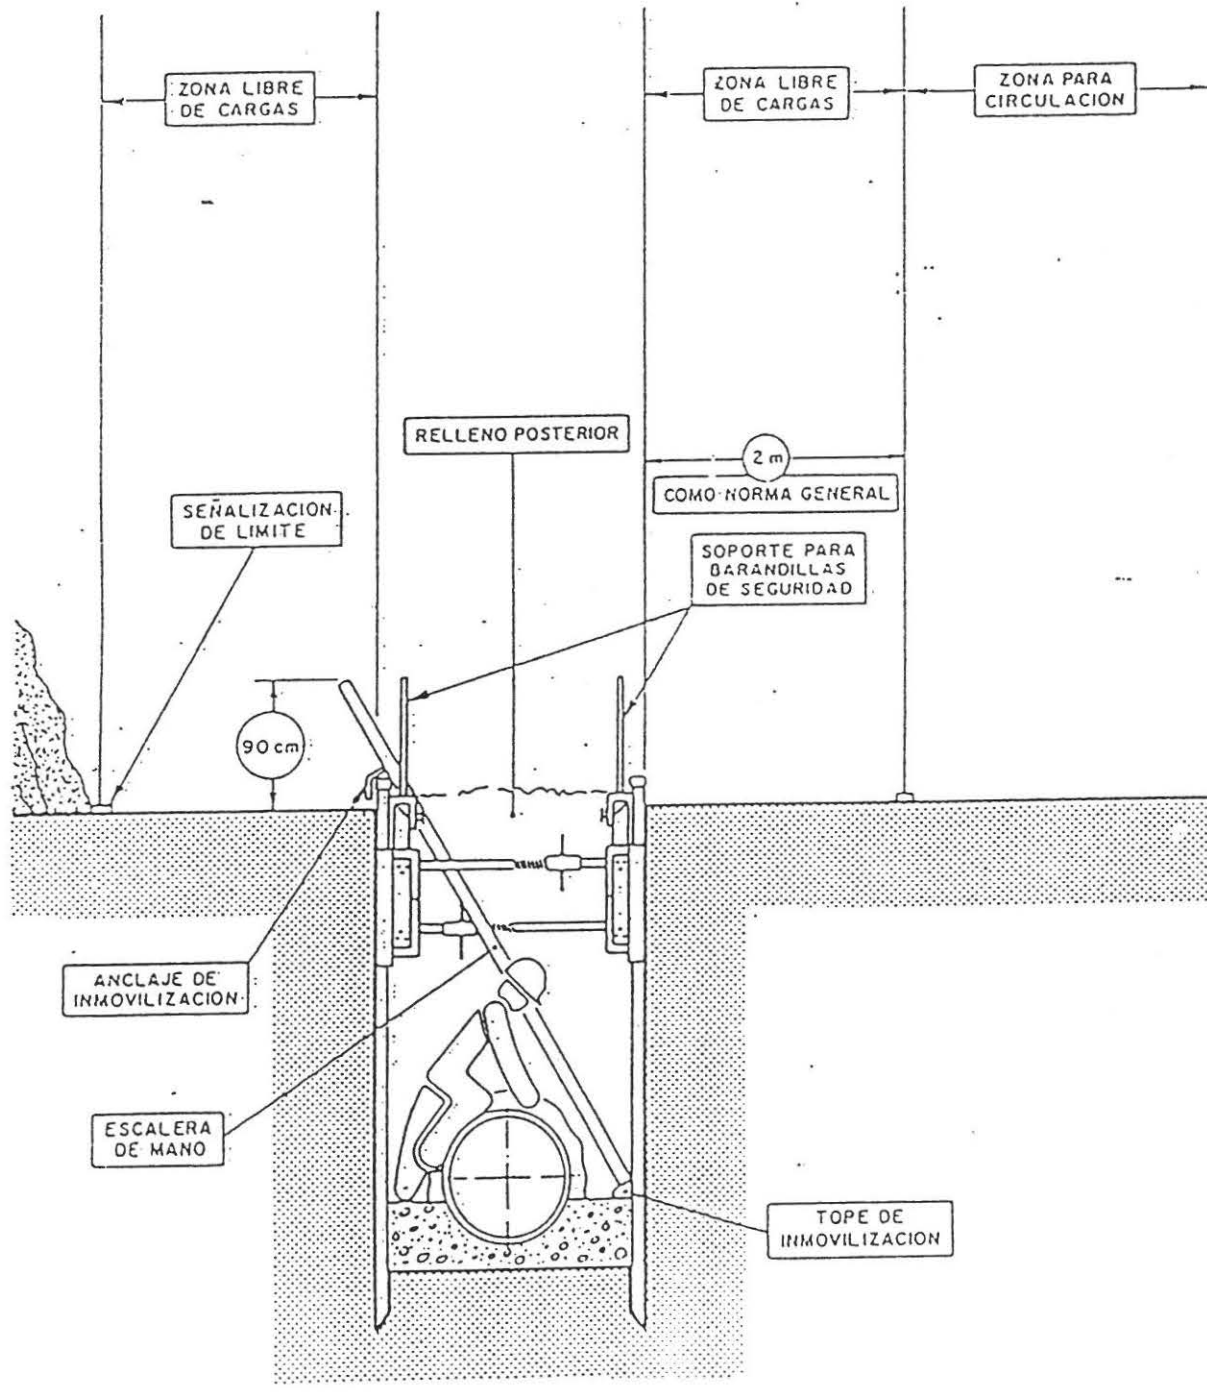 ZONA LIBRE
DE CARGAS
ZONA LIBRE
DE CARGAS
ZONA PARA
CIRCULACION
RELLENO POSTERIOR
2 m
COMO NORMA GENERAL
SEÑALIZACION
DE LIMITE
SOPORTE PARA
BARANDILLAS
DE SEGURIDAD
90 cm
ANCLAJE DE
INMOVILIZACION
ESCALERA
DE MANO
TOPE DE
INMOVILIZACION